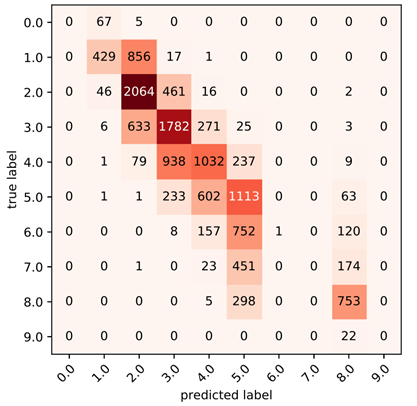 0.0 0 67 5 0 0 0 0 0 0 0
1.0 0 429 856 17 1 0 0 0 0 0
2.0 0 46 2064 461 16 0 0 0 2 0
3.0 0 6 633 1782 271 25 0 0 3 0
4.0 0 1 79 938 1032 237 0 0 9 0
5.0 0 1 1 233 602 1113 0 0 63 0
6.0 0 0 0 8 157 752 1 0 120 0
7.0 0 0 1 0 23 451 0 0 174 0
8.0 0 0 0 0 5 298 0 0 753 0
9.0 0 0 0 0 0 0 0 0 22 0
true label
0.0 1.0 2.0 3.0 4.0 5.0 6.0 7.0 8.0 9.0
predicted label